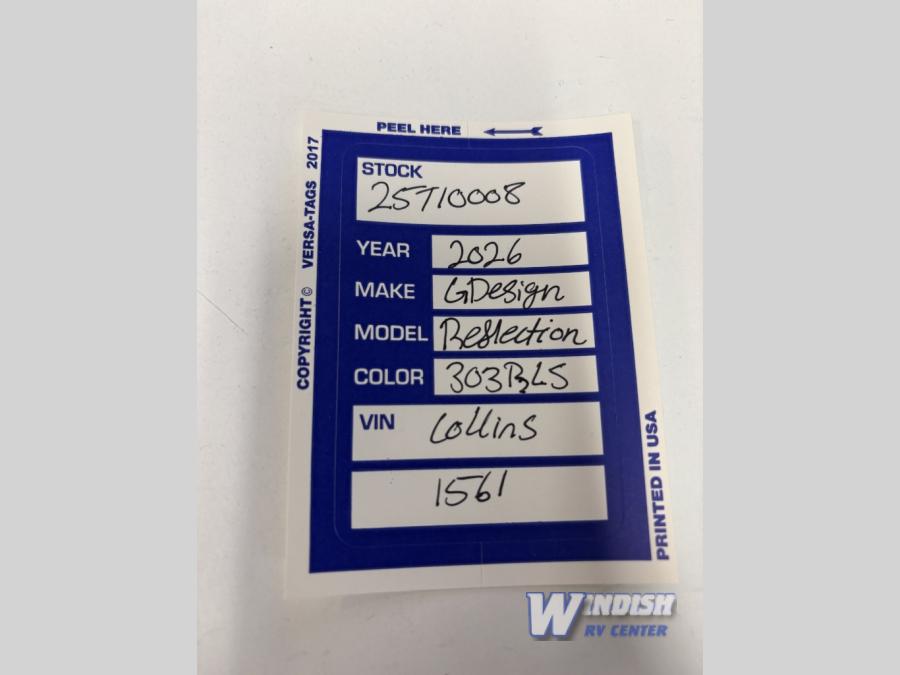 PEEL HERE
COPYRIGHT © VERSA-TAGS 2017
STOCK
25T10008
YEAR 2026
MAKE GDesign
MODEL Reflection
COLOR 303RLS
VIN Collins
1561
PRINTED IN USA
WINDISH
RV CENTER